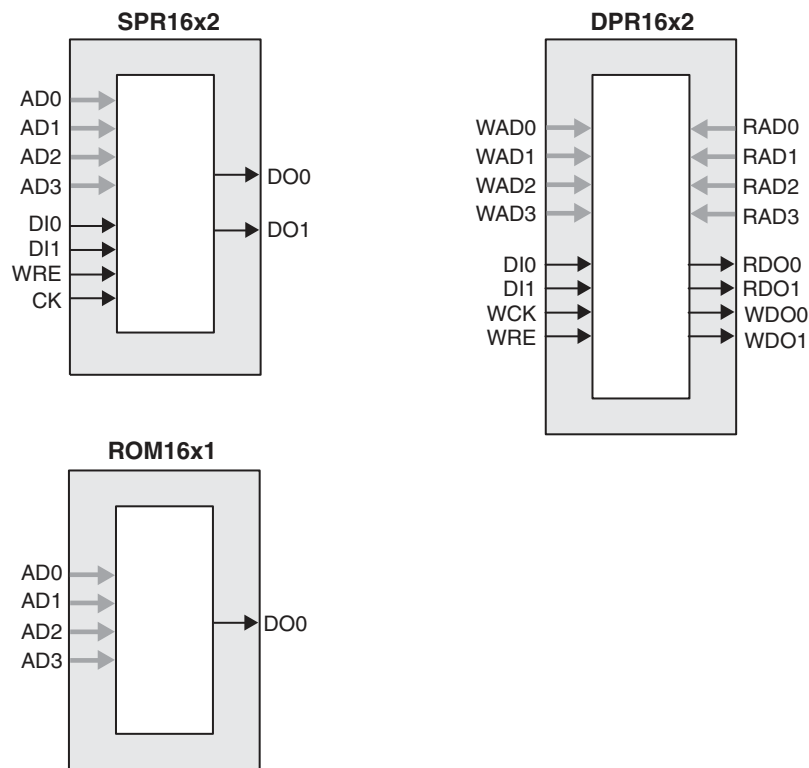 SPR16x2
AD0
AD1
AD2
AD3
DI0
DI1
WRE
CK
DO0
DO1
DPR16x2
WAD0
WAD1
WAD2
WAD3
DI0
DI1
WCK
WRE
RAD0
RAD1
RAD2
RAD3
RDO0
RDO1
WDO0
WDO1
ROM16x1
AD0
AD1
AD2
AD3
DO0